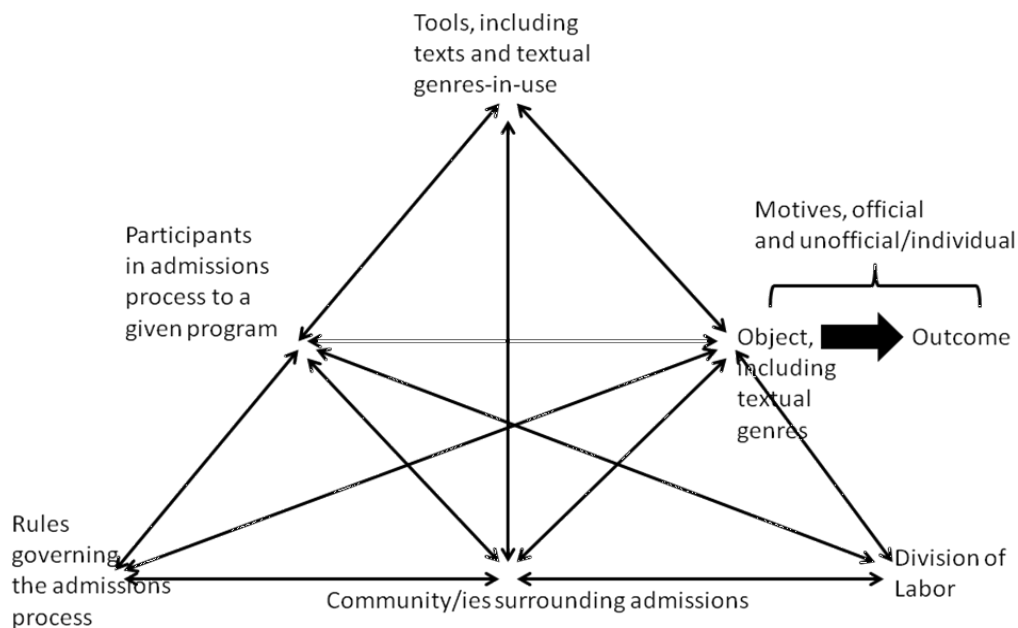 Tools, including
texts and textual
genres-in-use
Motives, official
and unofficial/individual
Participants
in admissions
process to a
given program
Object,
including
textual
genres
Outcome
Rules
governing
the admissions
process
Community/ies surrounding admissions
Division of
Labor